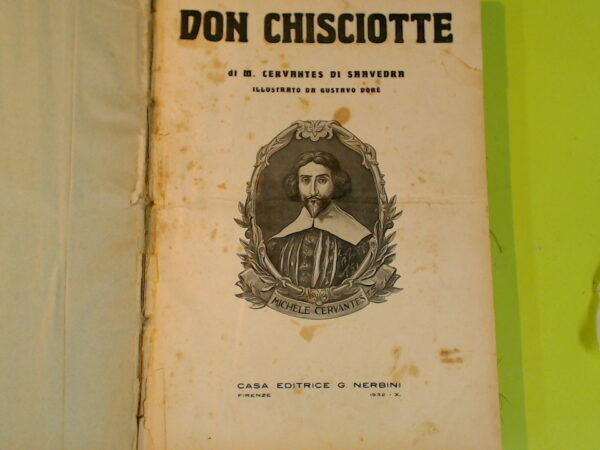 DON CHISCIOTTE
di M. CERVANTES DI SAAVEDRA
ILLUSTRATO DA GUSTAVO DORÉ
MICHELE CERVANTES
CASA EDITRICE G. NERBINI
FIRENZE 1932 - X.